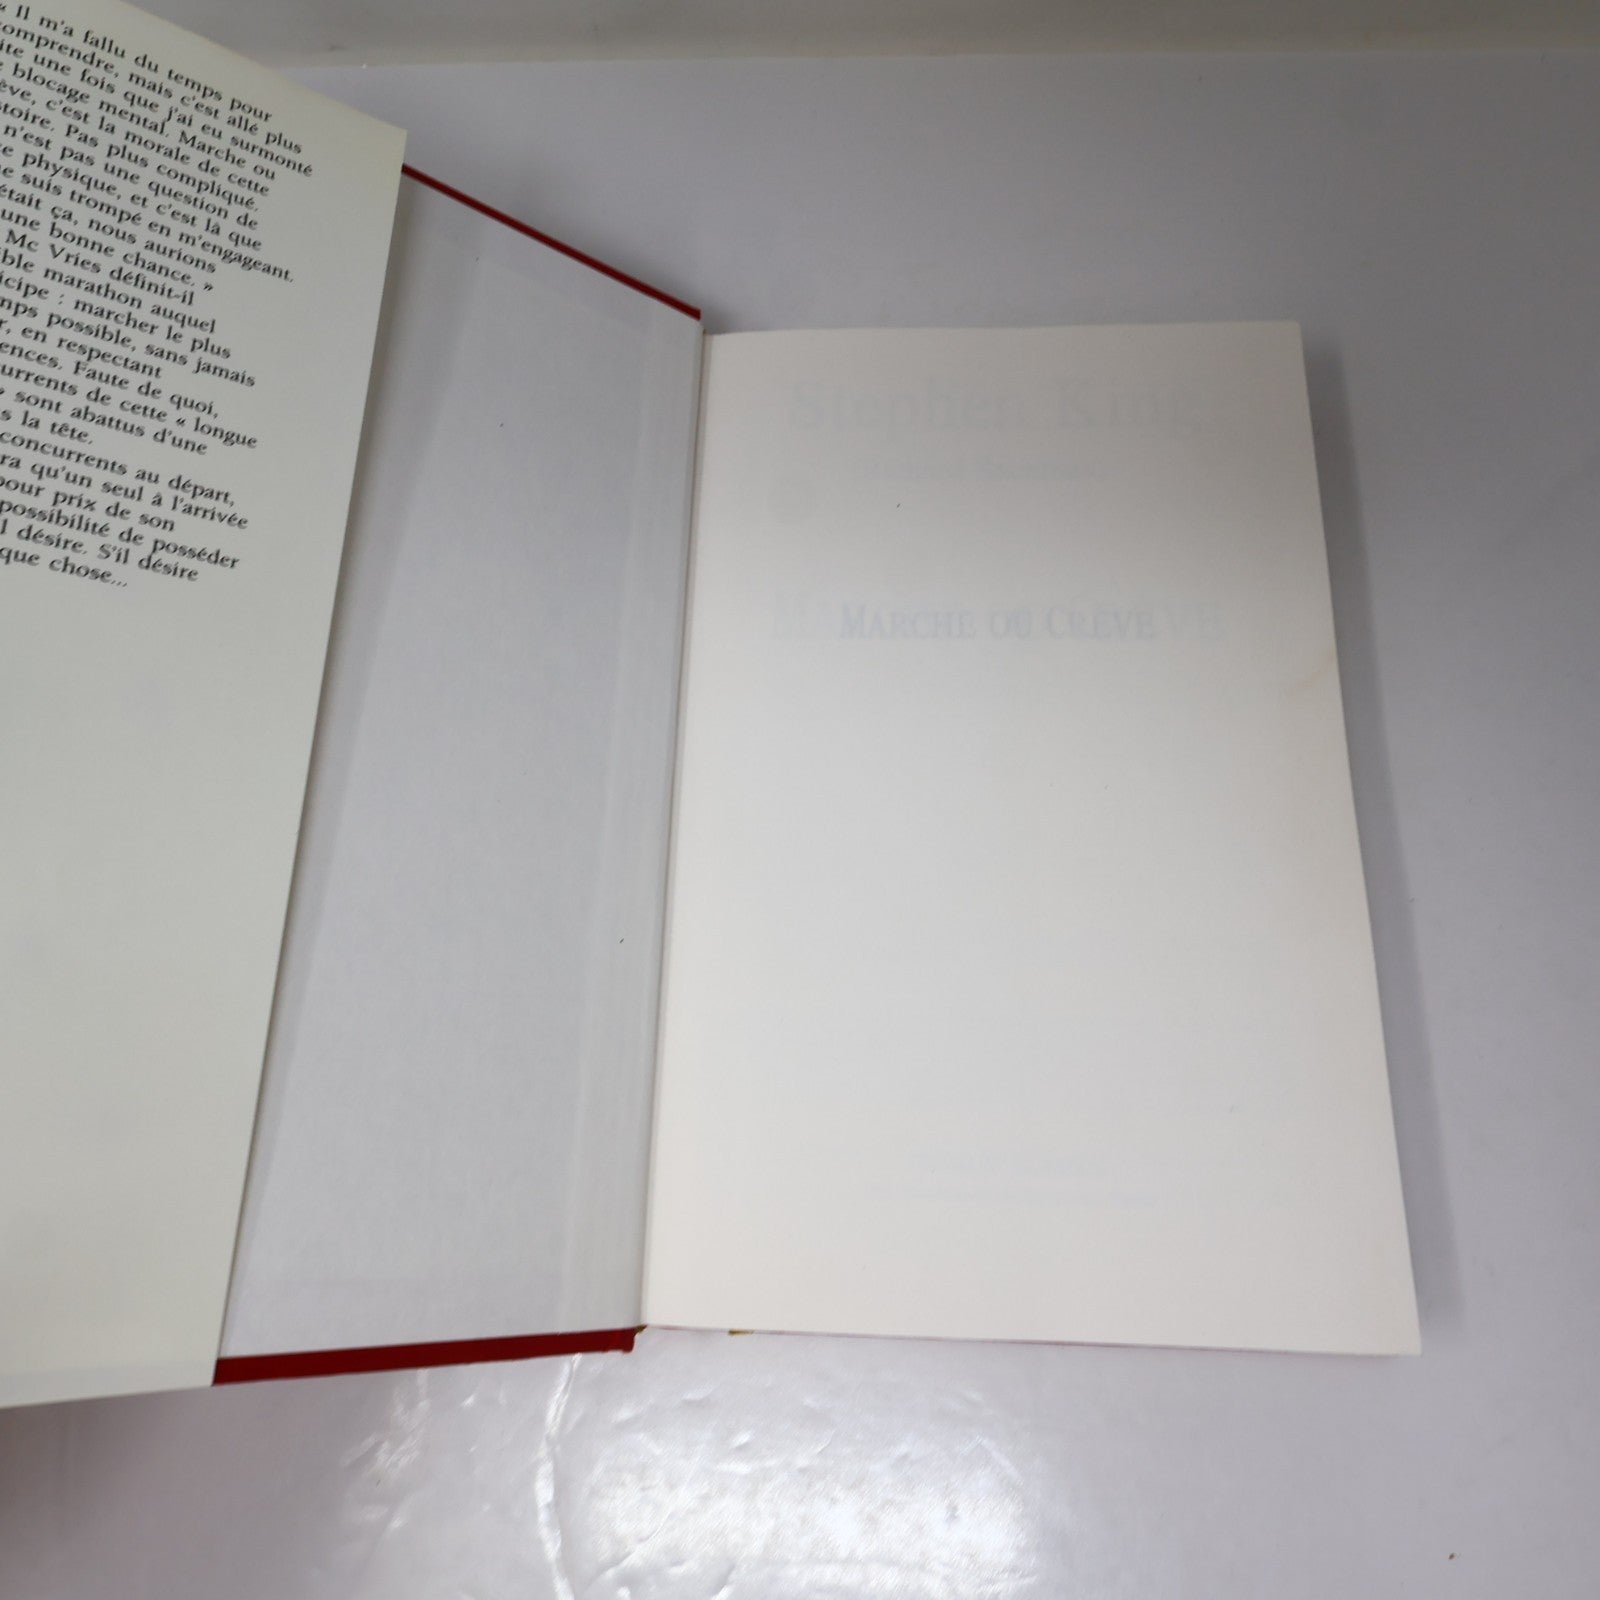 « Il m'a fallu du temps pour
comprendre, mais c'est allé plus
ite une fois que j'ai eu surmonté
blocage mental. Marche ou
ève, c'est la morale de cette
toire. Pas plus compliqué.
n'est pas une question de
e physique, et c'est là que
e suis trompé en m'engageant.
était ça, nous aurions
une bonne chance. »
Mc Vries définit-il
ible marathon auquel
icipe : marcher le plus
mps possible, sans jamais
r, en respectant
ences. Faute de quoi,
urrents de cette « longue
» sont abattus d'une
s la tête.
concurrents au départ,
ra qu'un seul à l'arrivée
pour prix de son
possibilité de posséder
l désire. S'il désire
que chose...
Stephen King
MARCHE OU CRÈVE